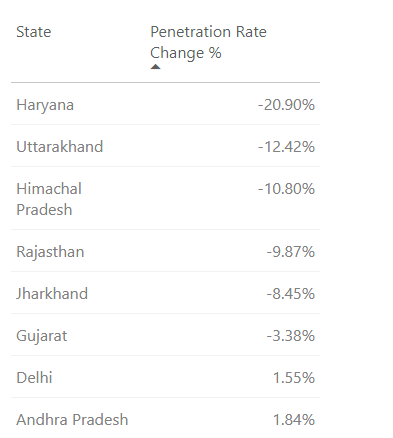 State Penetration Rate
Change %
Haryana -20.90%
Uttarakhand -12.42%
Himachal -10.80%
Pradesh
Rajasthan -9.87%
Jharkhand -8.45%
Gujarat -3.38%
Delhi 1.55%
Andhra Pradesh 1.84%